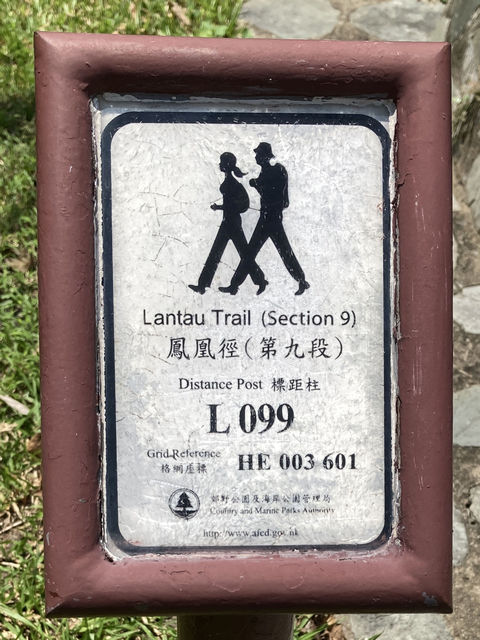 Lantau Trail (Section 9)
鳳凰徑(第九段)
Distance Post 標距柱
L 099
Grid Reference
格網座標
HE 003 601
郊野公園及海岸公園管理局
Country and Marine Parks Authority
http://www.afcd.gov.hk